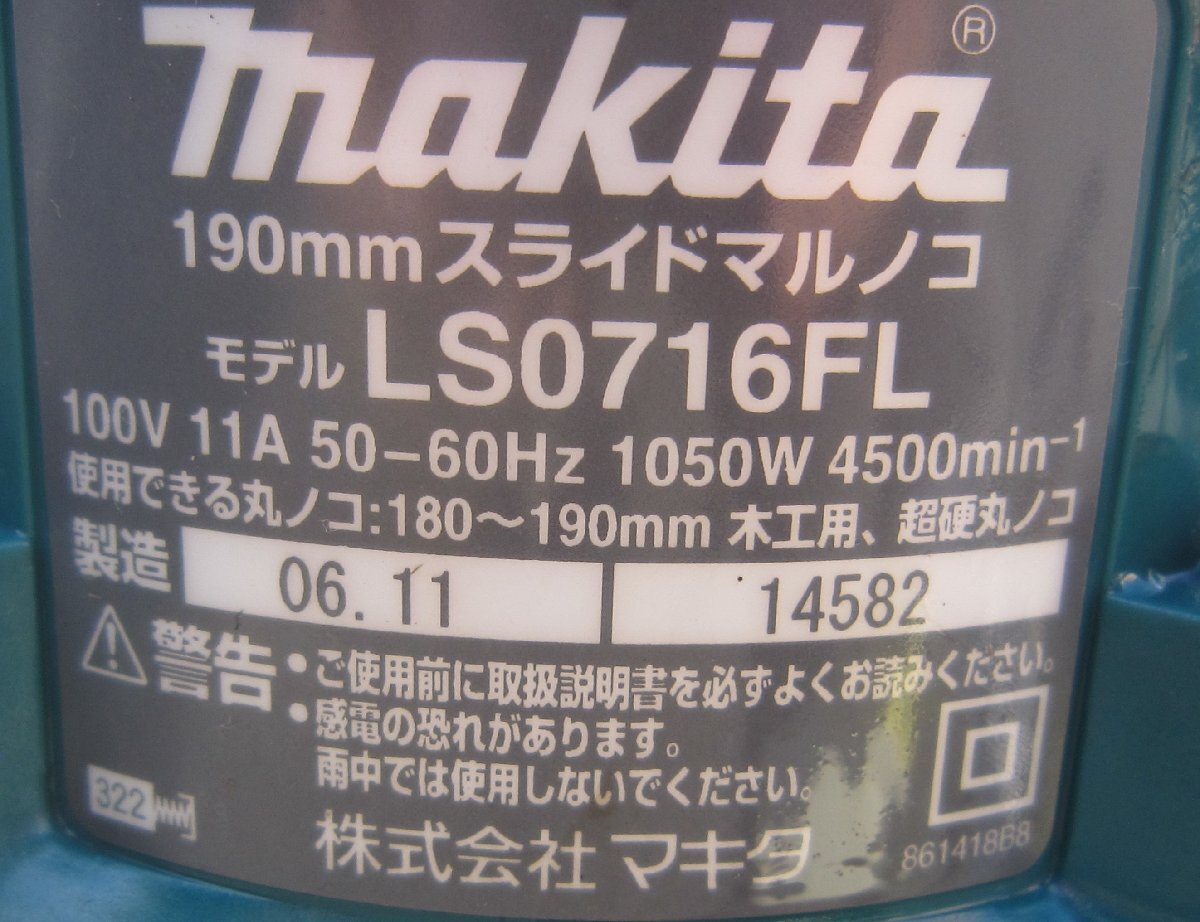 makita®
190mmスライドマルノコ
モデル LS0716FL
100V 11A 50-60Hz 1050W 4500min-1
使用できる丸ノコ:180～190mm 木工用、超硬丸ノコ
製造 06.11 14582
警告 ・ご使用前に取扱説明書を必ずよくお読みください。
・感電の恐れがあります。
雨中では使用しないでください。
322
株式会社マキタ
861418B8